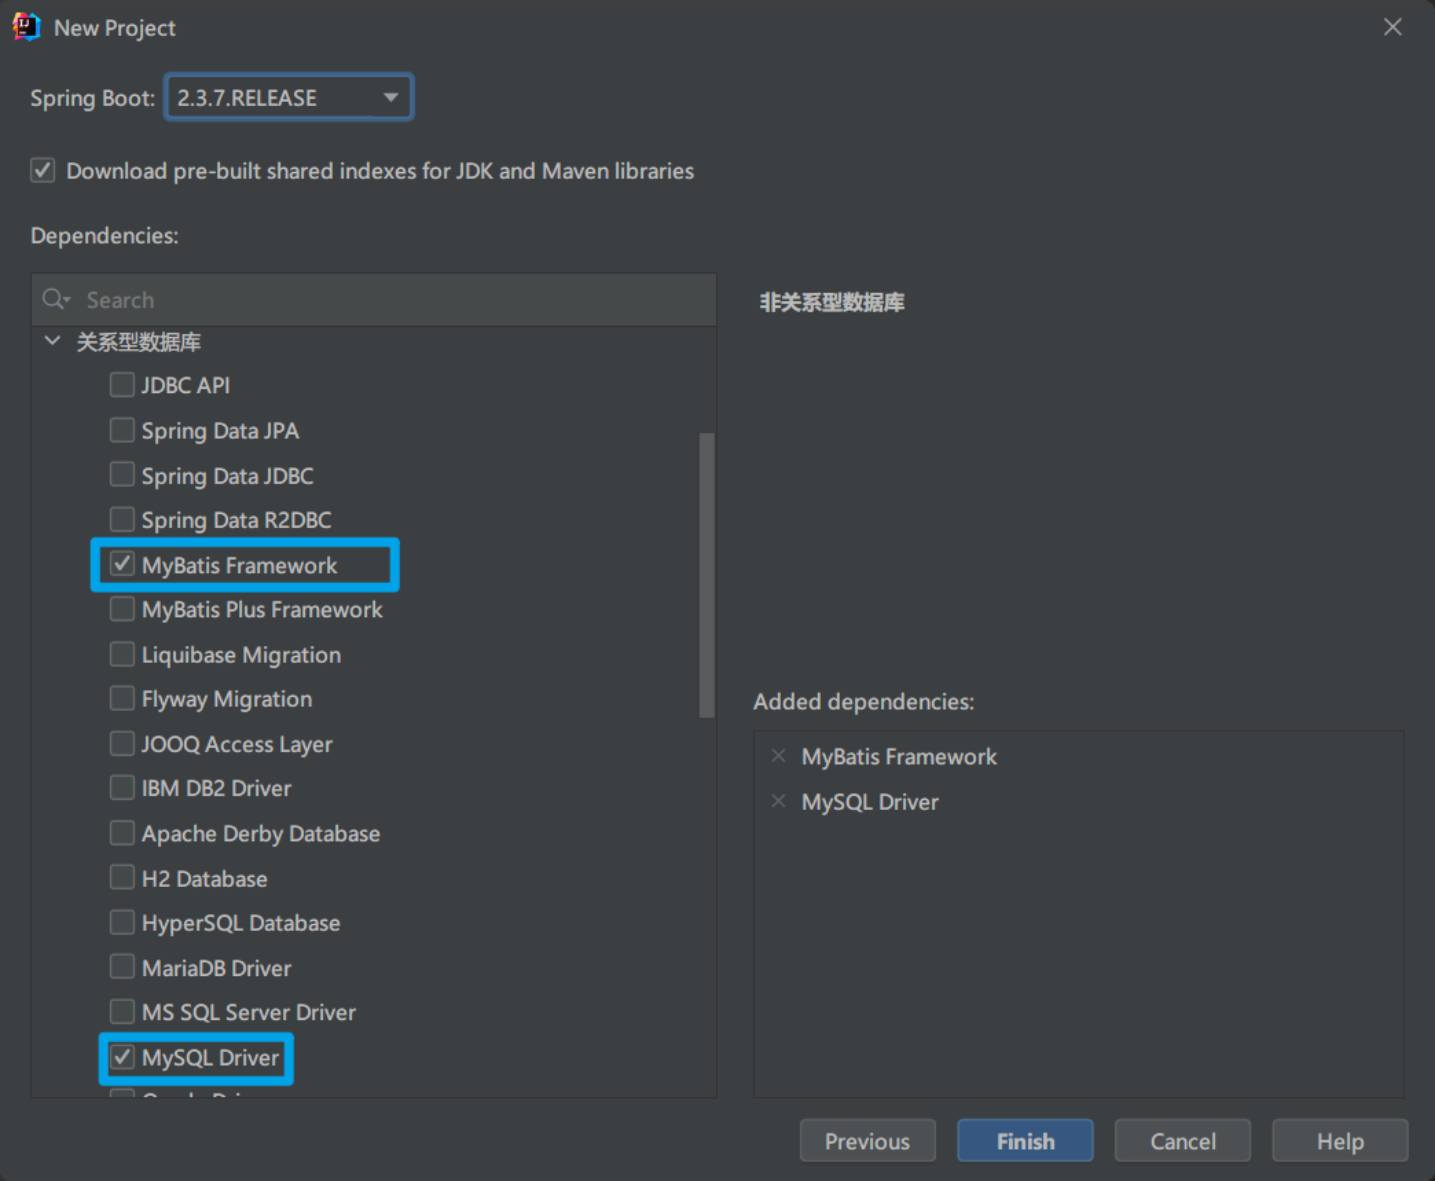 New Project
Spring Boot: 2.3.7.RELEASE
Download pre-built shared indexes for JDK and Maven libraries
Dependencies:
Search
关系型数据库
JDBC API
Spring Data JPA
Spring Data JDBC
Spring Data R2DBC
MyBatis Framework
MyBatis Plus Framework
Liquibase Migration
Flyway Migration
JOOQ Access Layer
IBM DB2 Driver
Apache Derby Database
H2 Database
HyperSQL Database
MariaDB Driver
MS SQL Server Driver
MySQL Driver
非关系型数据库
Added dependencies:
MyBatis Framework
MySQL Driver
Previous
Finish
Cancel
Help